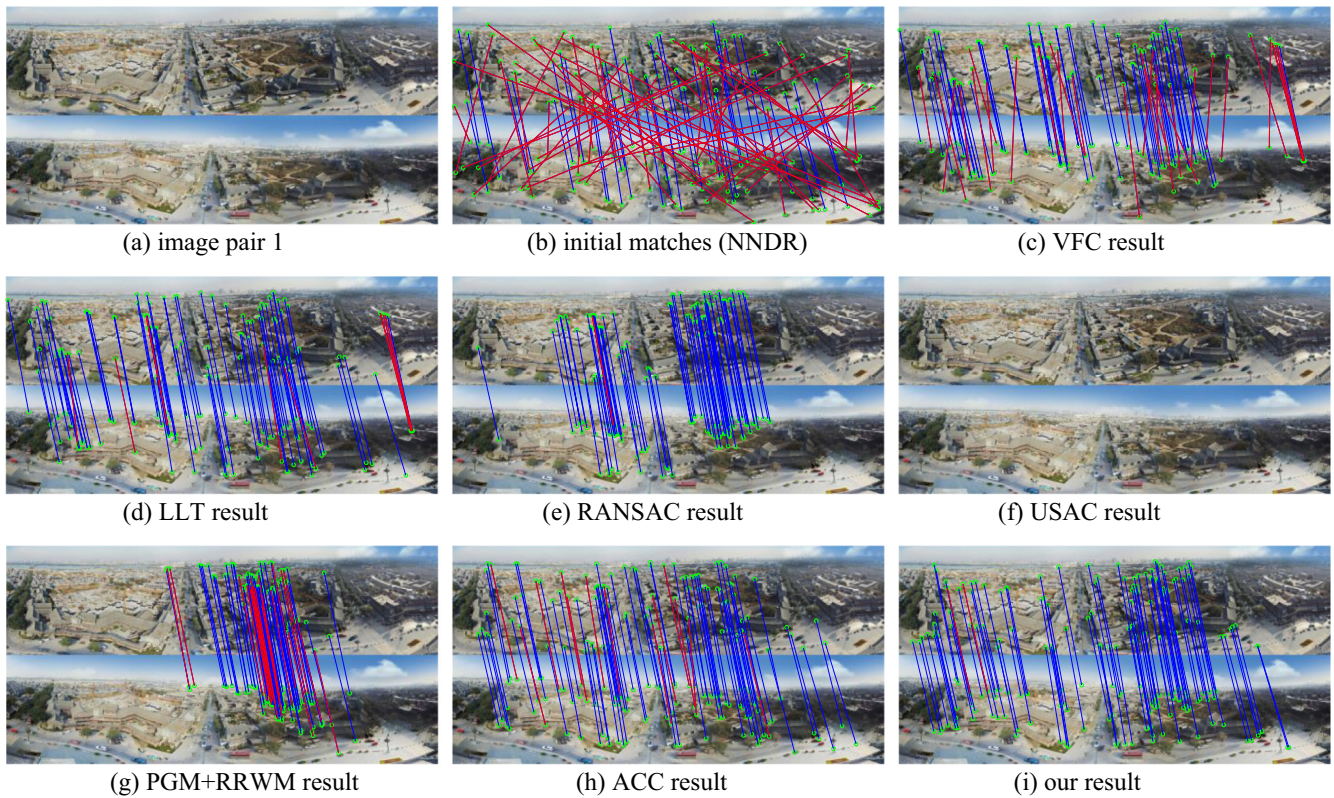 (a) image pair 1
(b) initial matches (NNDR)
(c) VFC result
(d) LLT result
(e) RANSAC result
(f) USAC result
(g) PGM+RRWM result
(h) ACC result
(i) our result